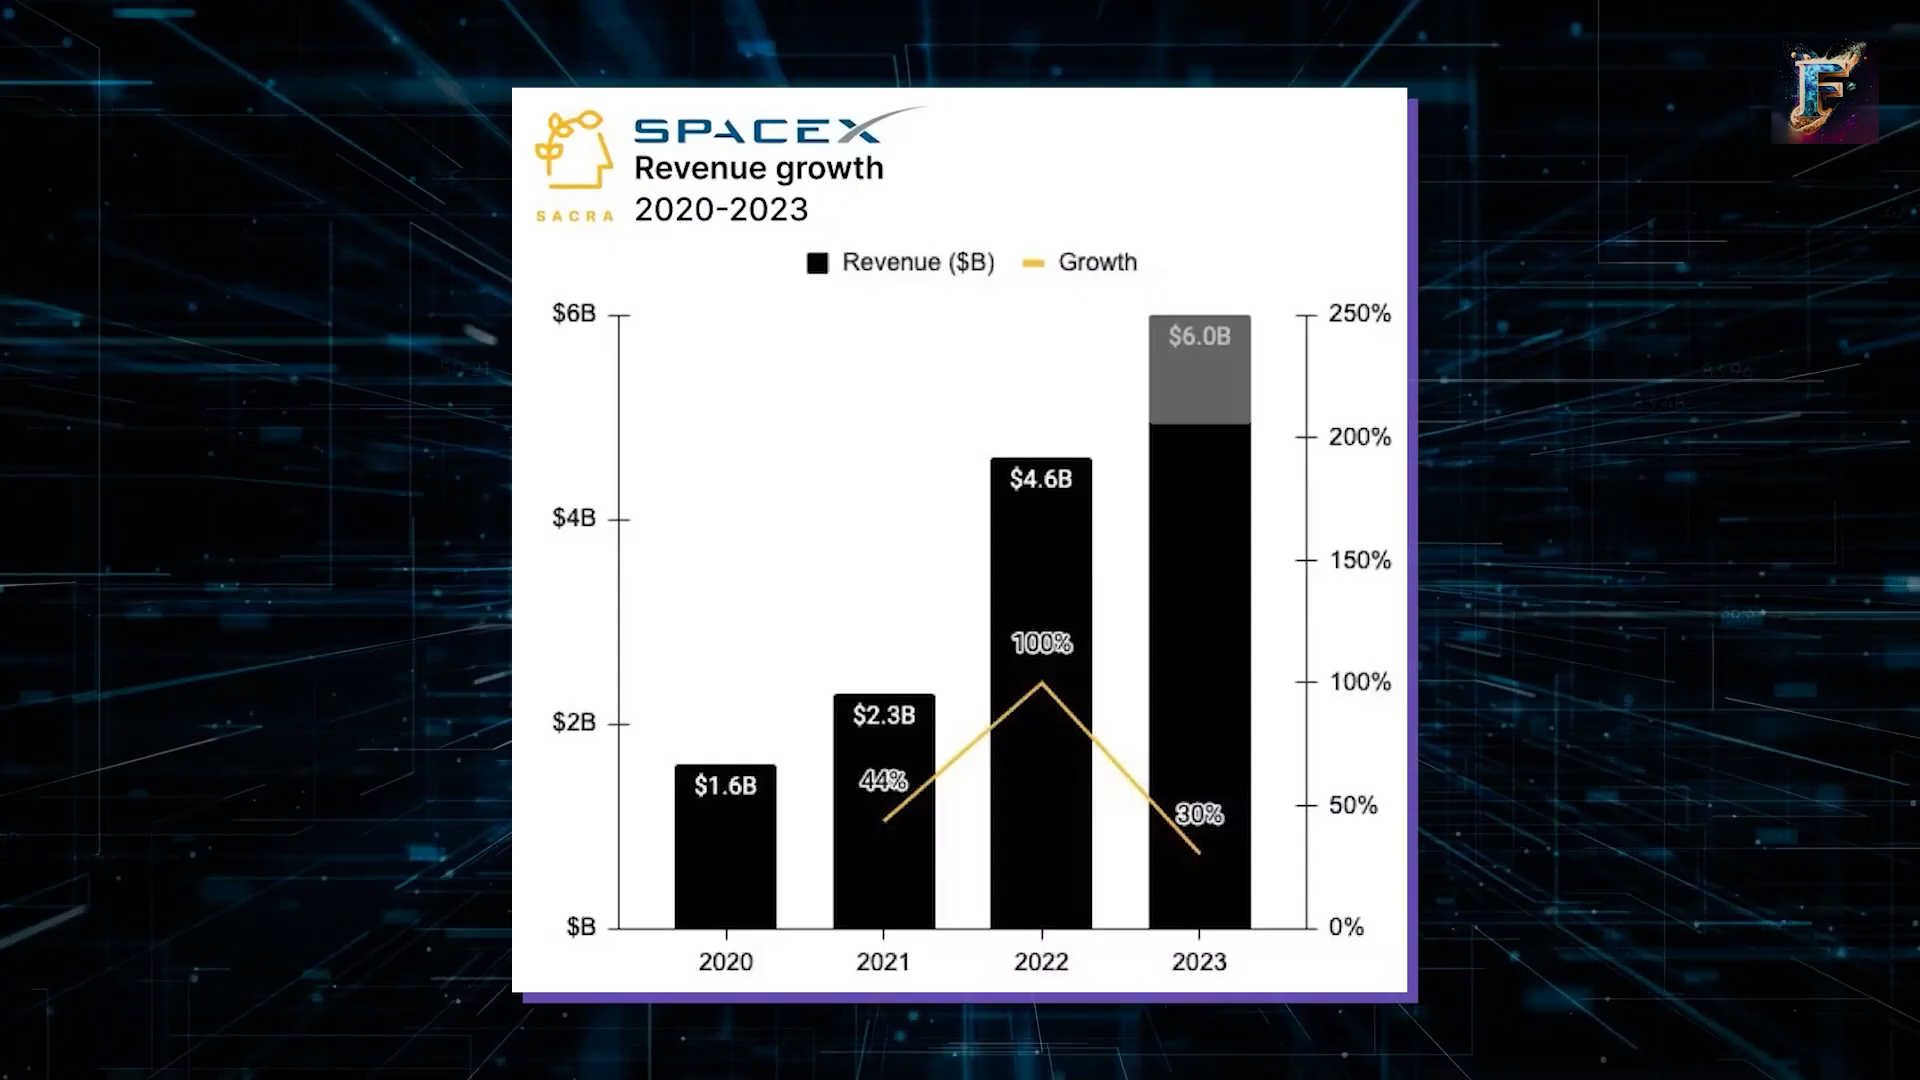 SPACEX
Revenue growth
2020-2023
SACRA
Revenue ($B) Growth
$6B
$4B
$2B
$B
250%
200%
150%
100%
50%
0%
$1.6B
$2.3B
$4.6B
$6.0B
44%
100%
30%
2020 2021 2022 2023
F